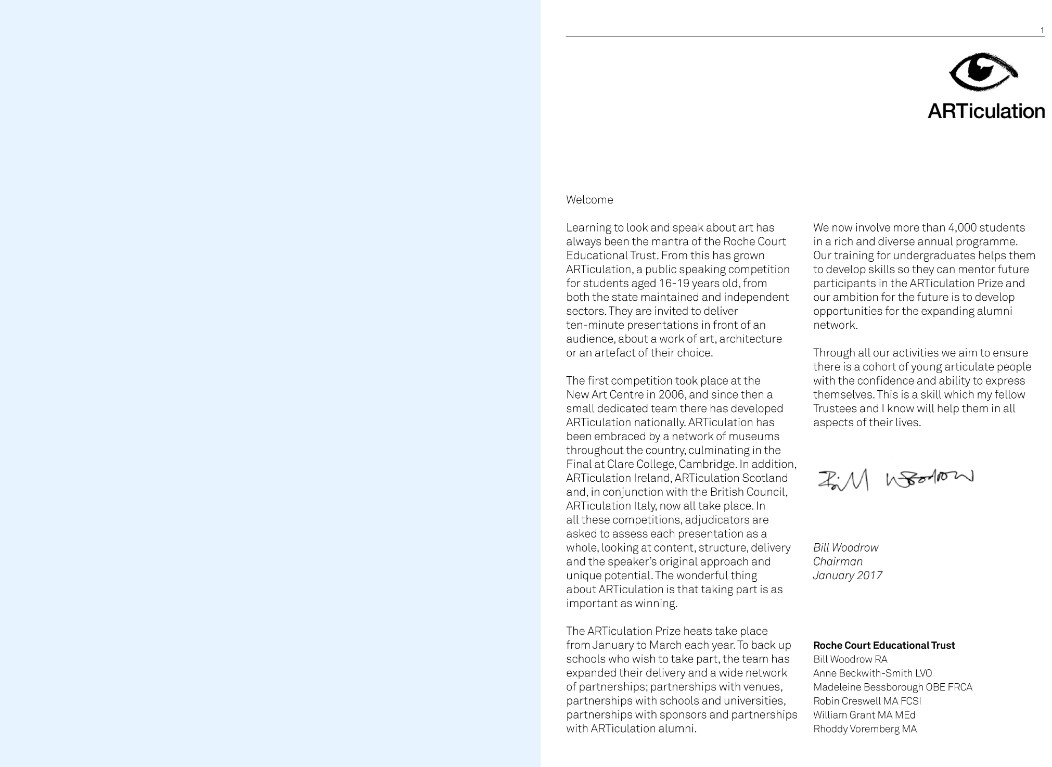 1
ARTiculation
Welcome
Learning to look and speak about art has
always been the mantra of the Roche Court
Educational Trust. From this has grown
ARTiculation, a public speaking competition
for students aged 16-19 years old, from
both the state maintained and independent
sectors. They are invited to deliver
ten-minute presentations in front of an
audience, about a work of art, architecture
or an artefact of their choice.
The first competition took place at the
New Art Centre in 2006, and since then a
small dedicated team there has developed
ARTiculation nationally. ARTiculation has
been embraced by a network of museums
throughout the country, culminating in the
Final at Clare College, Cambridge. In addition,
ARTiculation Ireland, ARTiculation Scotland
and, in conjunction with the British Council,
ARTiculation Italy, now all take place. In
all these competitions, adjudicators are
asked to assess each presentation as a
whole, looking at content, structure, delivery
and the speaker's original approach and
unique potential. The wonderful thing
about ARTiculation is that taking part is as
important as winning.
The ARTiculation Prize heats take place
from January to March each year. To back up
schools who wish to take part, the team has
expanded their delivery and a wide network
of partnerships; partnerships with venues,
partnerships with schools and universities,
partnerships with sponsors and partnerships
with ARTiculation alumni.
We now involve more than 4,000 students
in a rich and diverse annual programme.
Our training for undergraduates helps them
to develop skills so they can mentor future
participants in the ARTiculation Prize and
our ambition for the future is to develop
opportunities for the expanding alumni
network.
Through all our activities we aim to ensure
there is a cohort of young articulate people
with the confidence and ability to express
themselves. This is a skill which my fellow
Trustees and I know will help them in all
aspects of their lives.
Bill Woodrow
Bill Woodrow
Chairman
January 2017
Roche Court Educational Trust
Bill Woodrow RA
Anne Beckwith-Smith LVO
Madeleine Bessborough OBE FRCA
Robin Creswell MA FCSI
William Grant MA MEd
Rhoddy Voremberg MA